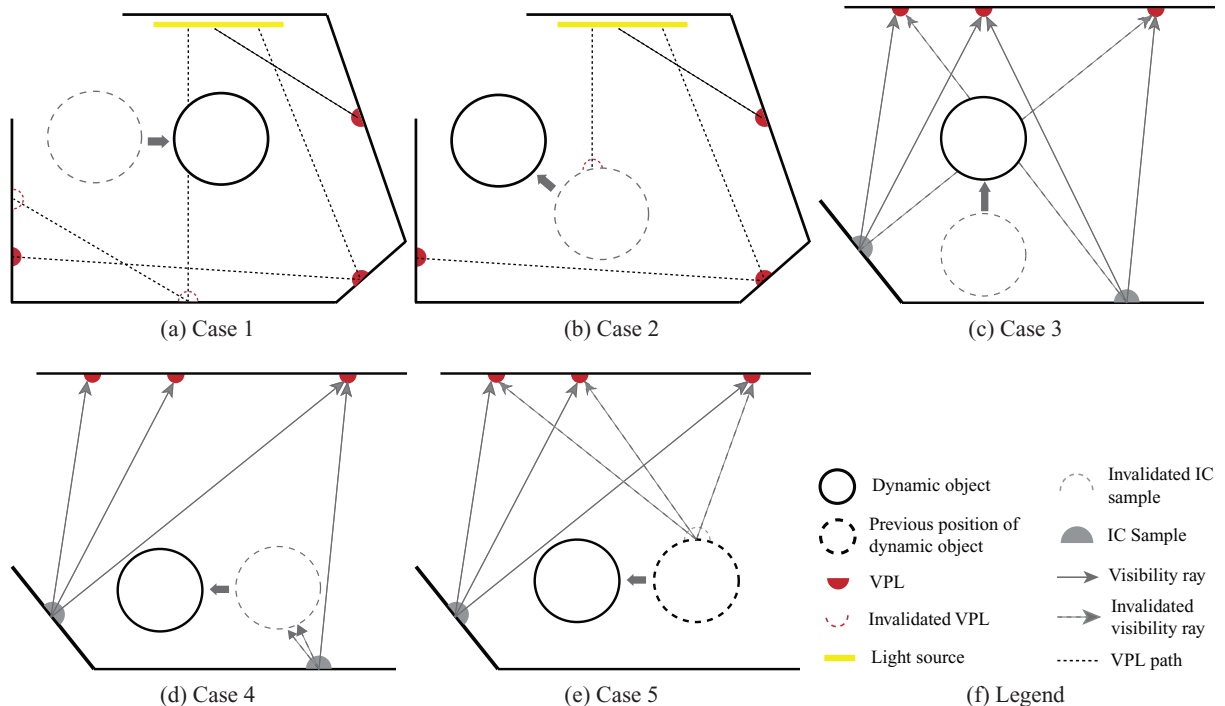 (a) Case 1
(b) Case 2
(c) Case 3
(d) Case 4
(e) Case 5
Dynamic object
Previous position of
dynamic object
VPL
Invalidated VPL
Light source
Invalidated IC
sample
IC Sample
Visibility ray
Invalidated
visibility ray
VPL path
(f) Legend